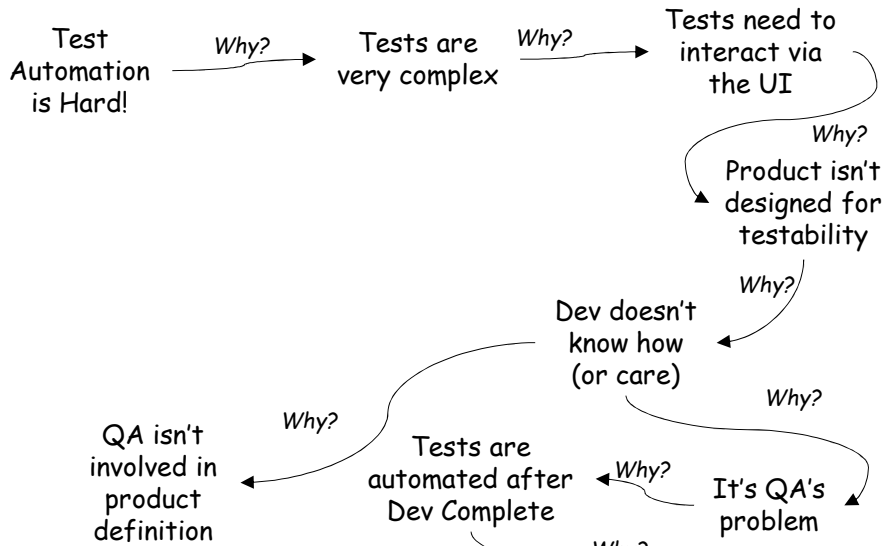 Test
Automation
is Hard!
Why?
Tests are
very complex
Why?
Tests need to
interact via
the UI
Why?
Product isn't
designed for
testability
Why?
Dev doesn't
know how
(or care)
Why?
Why?
QA isn't
involved in
product
definition
Tests are
automated after
Dev Complete
Why?
It's QA's
problem